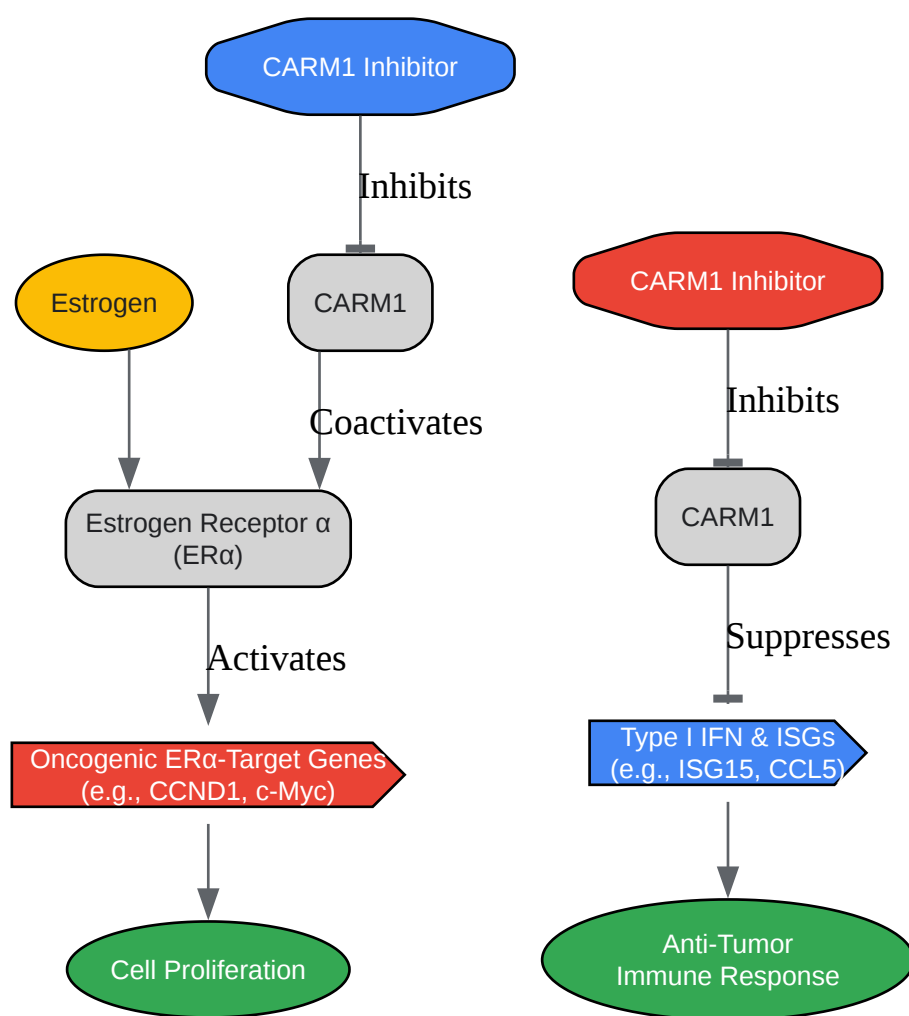 CARM1 Inhibitor
Inhibits
Estrogen
CARM1
Coactivates
Estrogen Receptor α
(ERα)
Activates
Oncogenic ERα-Target Genes
(e.g., CCND1, c-Myc)
Cell Proliferation
CARM1 Inhibitor
Inhibits
CARM1
Suppresses
Type I IFN & ISGs
(e.g., ISG15, CCL5)
Anti-Tumor
Immune Response